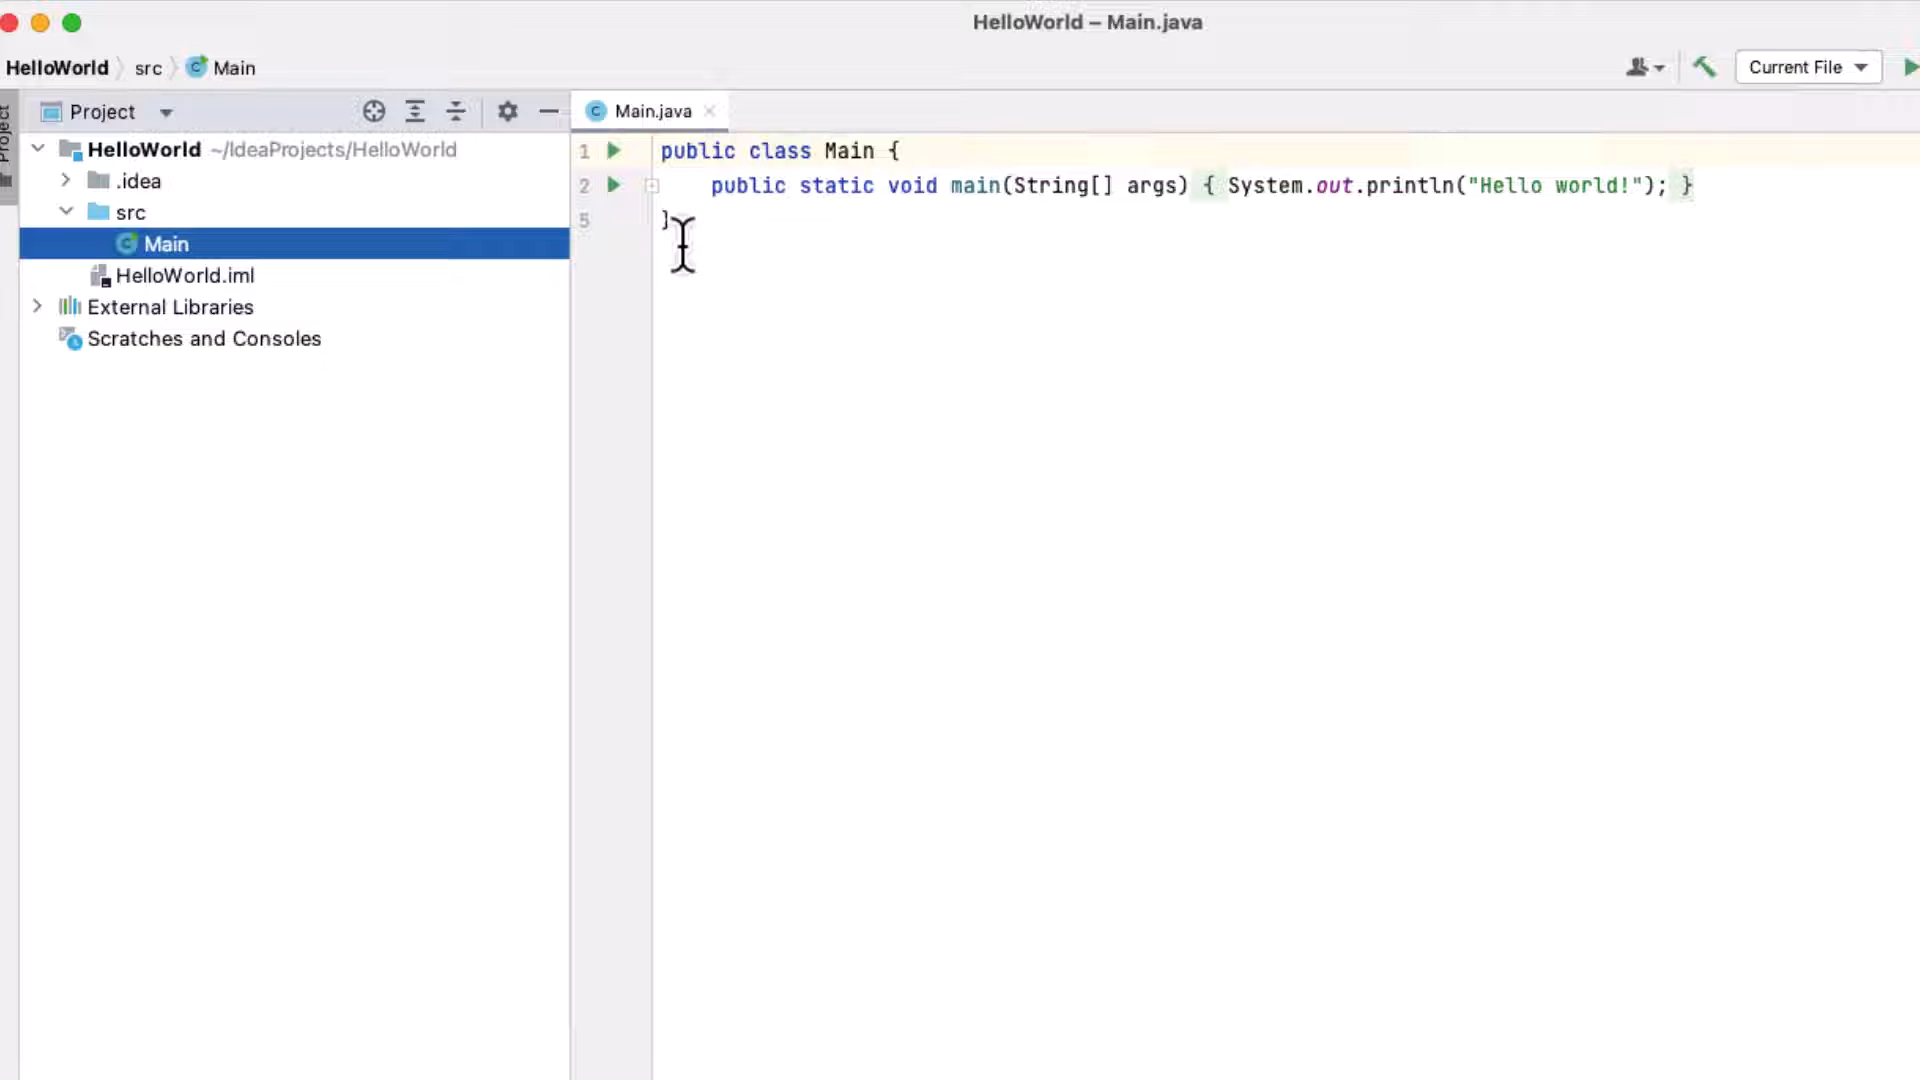 HelloWorld – Main.java
HelloWorld src Main
Current File
Project
Project
Main.java
HelloWorld ~/IdeaProjects/HelloWorld
.idea
src
Main
HelloWorld.iml
External Libraries
Scratches and Consoles
1 public class Main {
2 public static void main(String[] args) { System.out.println("Hello world!"); }
5 }